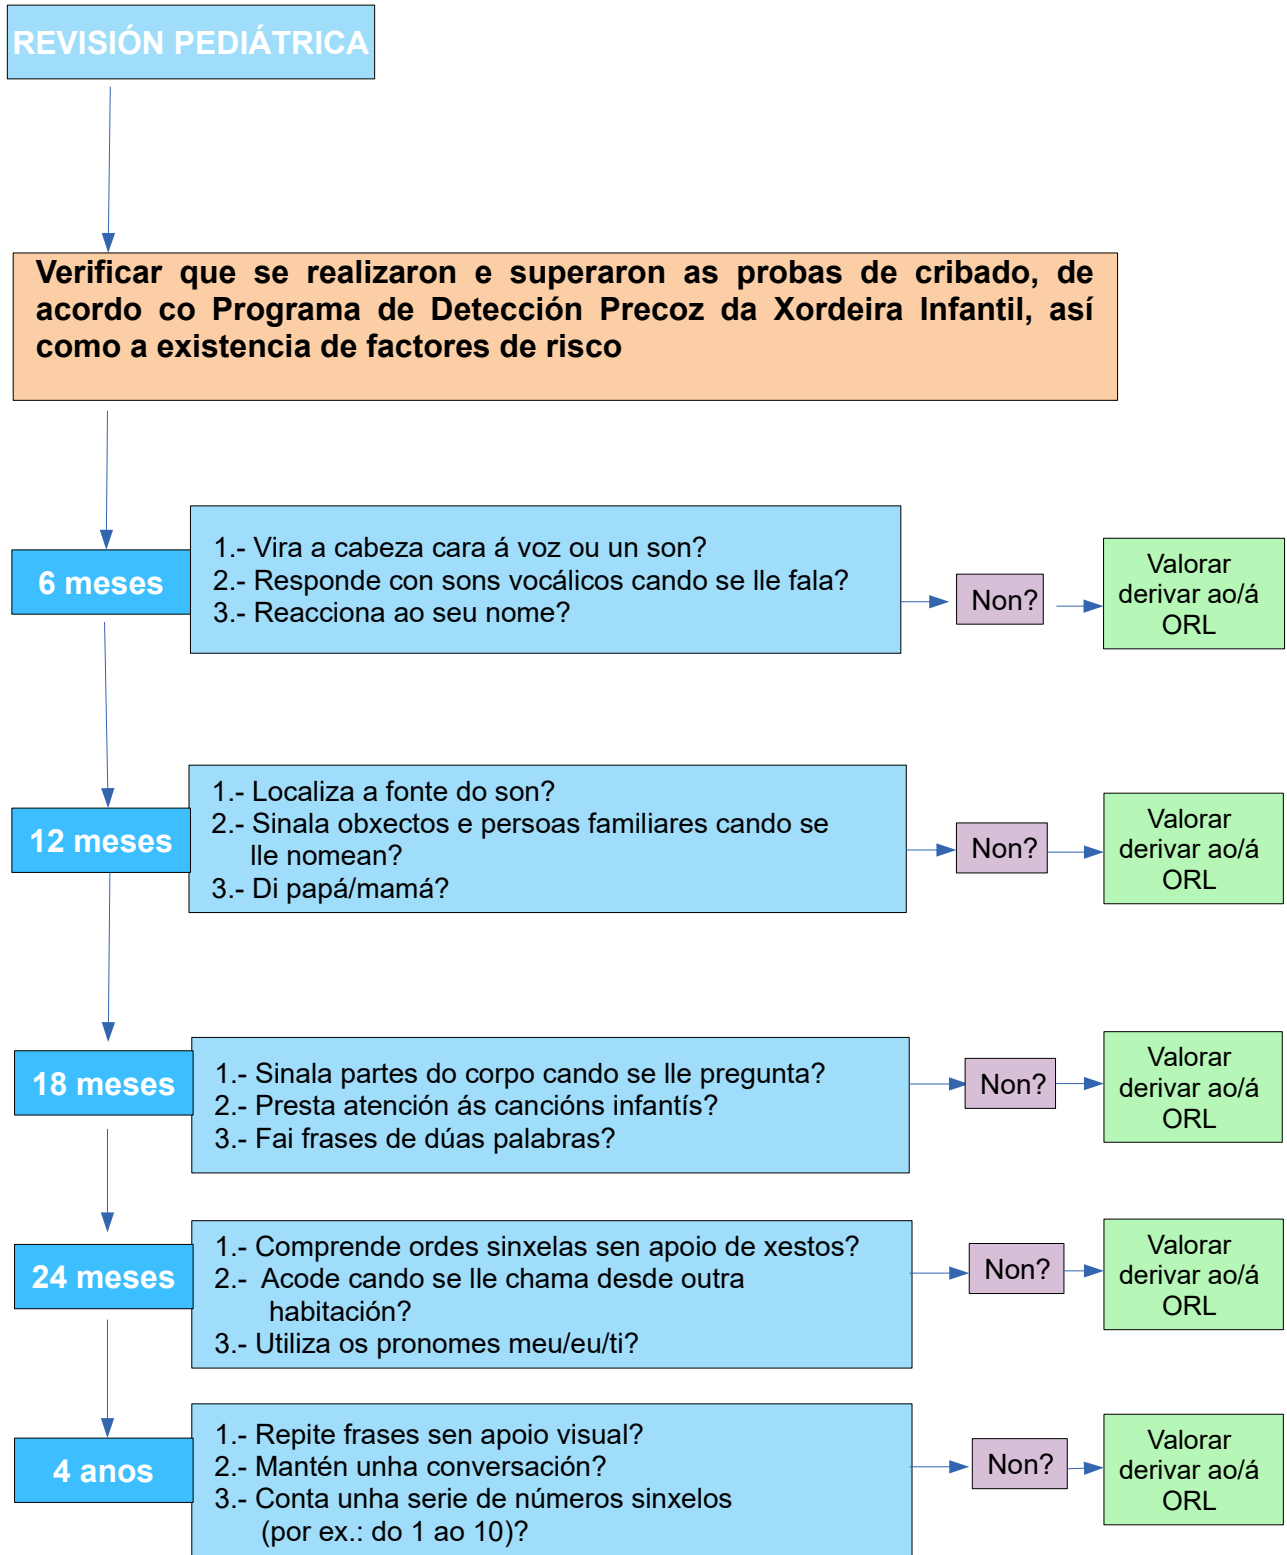 REVISIÓN PEDIÁTRICA
Verificar que se realizaron e superaron as probas de cribado, de
acordo co Programa de Detección Precoz da Xordeira Infantil, así
como a existencia de factores de risco
6 meses
1.- Vira a cabeza cara á voz ou un son?
2.- Responde con sons vocálicos cando se lle fala?
3.- Reacciona ao seu nome?
Non?
Valorar
derivar ao/á
ORL
12 meses
1.- Localiza a fonte do son?
2.- Sinala obxectos e persoas familiares cando se
lle nomean?
3.- Di papá/mamá?
Non?
Valorar
derivar ao/á
ORL
18 meses
1.- Sinala partes do corpo cando se lle pregunta?
2.- Presta atención ás cancións infantís?
3.- Fai frases de dúas palabras?
Non?
Valorar
derivar ao/á
ORL
24 meses
1.- Comprende ordes sinxelas sen apoio de xestos?
2.- Acode cando se lle chama desde outra
habitación?
3.- Utiliza os pronomes meu/eu/ti?
Non?
Valorar
derivar ao/á
ORL
4 anos
1.- Repite frases sen apoio visual?
2.- Mantén unha conversación?
3.- Conta unha serie de números sinxelos
(por ex.: do 1 ao 10)?
Non?
Valorar
derivar ao/á
ORL